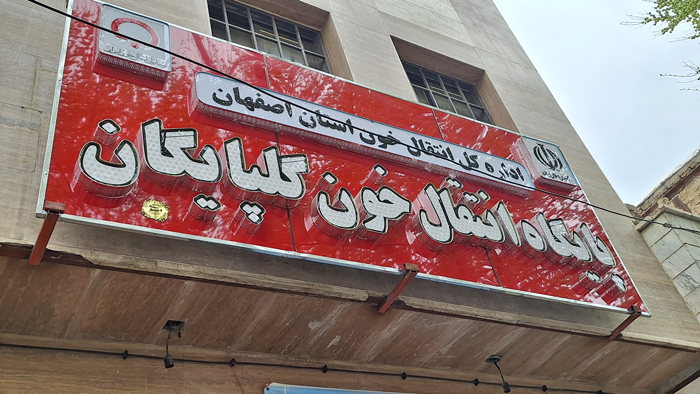 اداره کل انتقال خون استان اصفهان
پایگاه انتقال خون گلپایگان